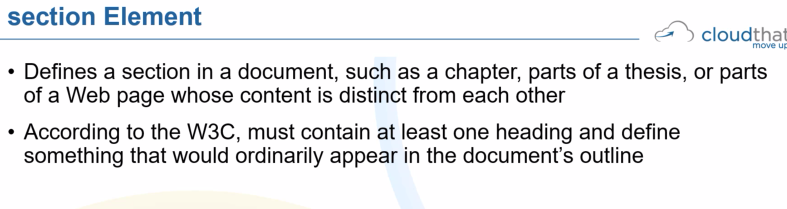 section Element
cloudthat
move up
• Defines a section in a document, such as a chapter, parts of a thesis, or parts
of a Web page whose content is distinct from each other
• According to the W3C, must contain at least one heading and define
something that would ordinarily appear in the document’s outline